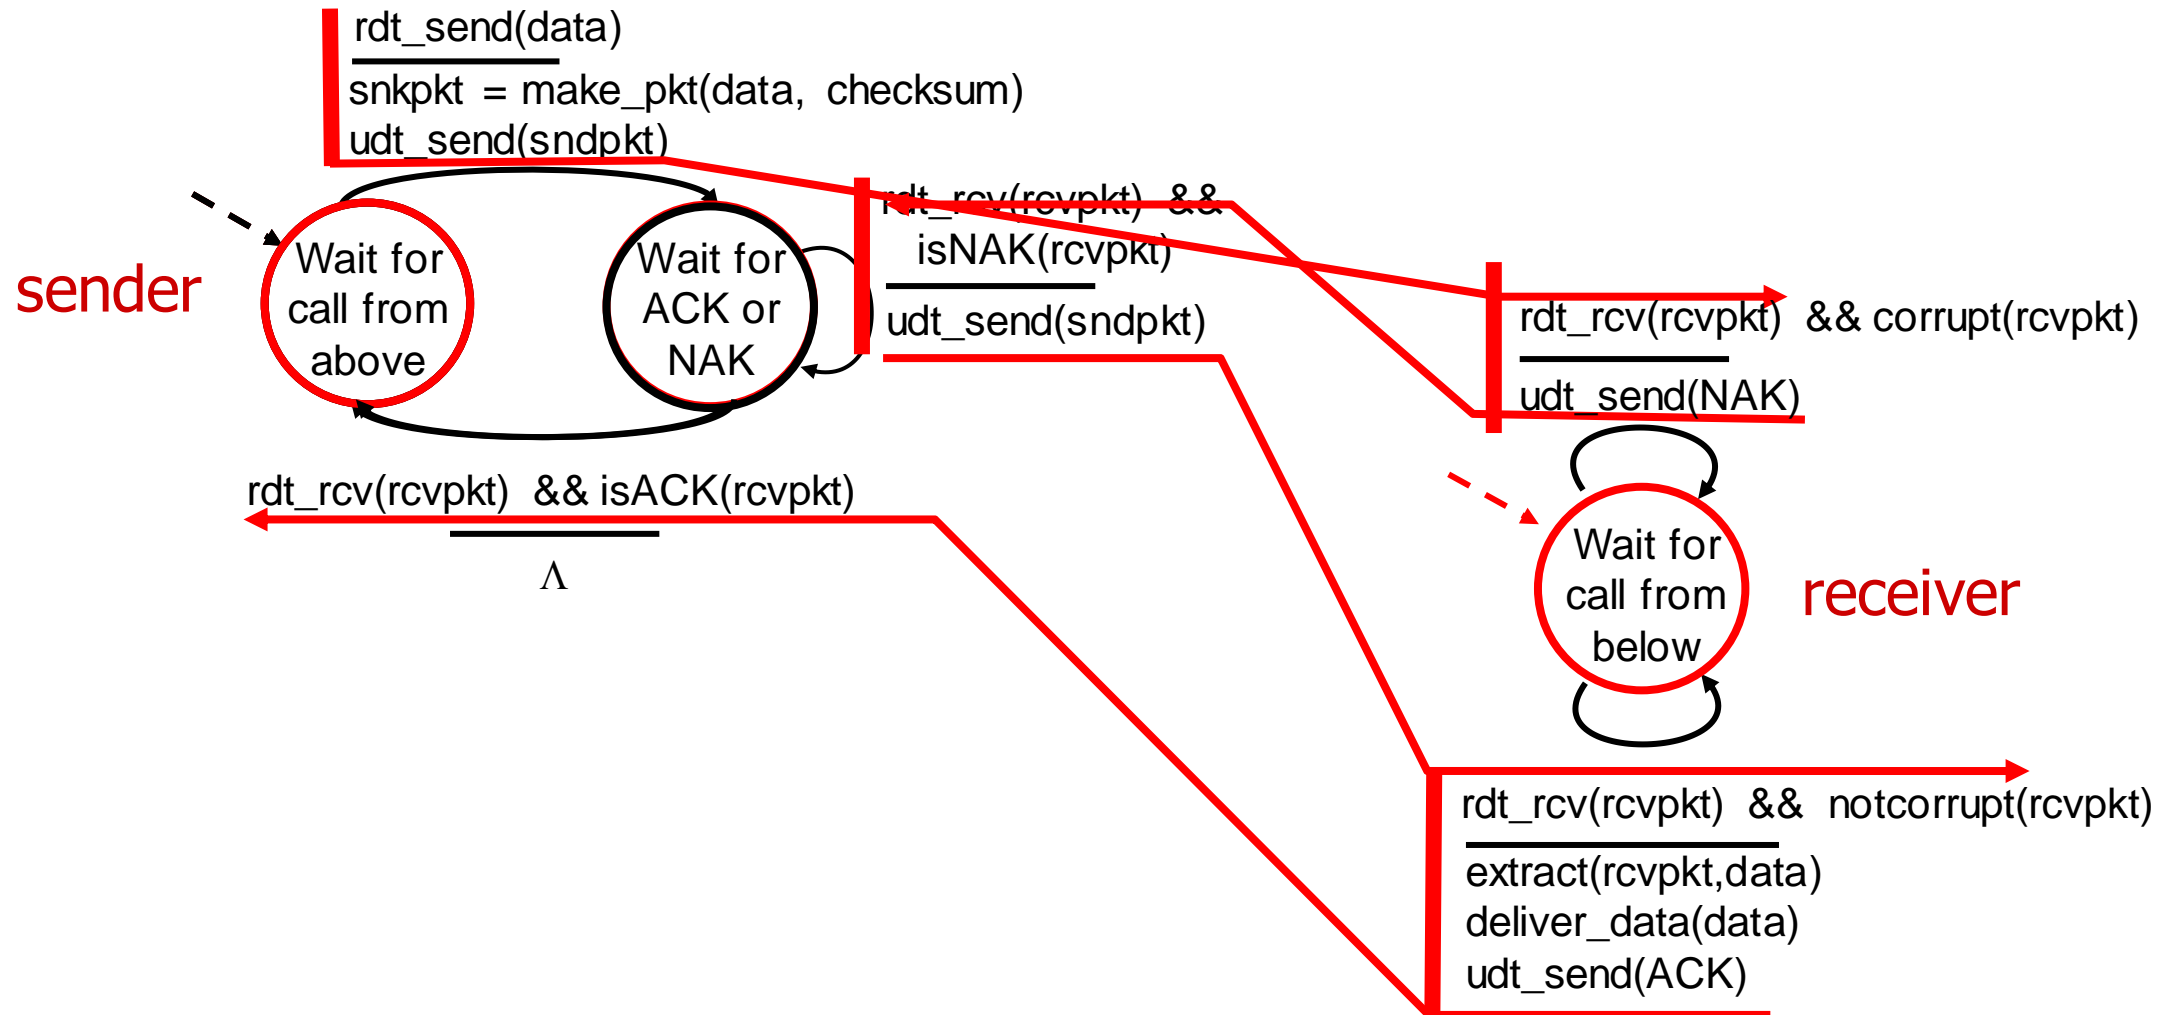 rdt_send(data)
snkpkt = make_pkt(data, checksum)
udt_send(sndpkt)
sender
Wait for
call from
above
Wait for
ACK or
NAK
rdt_rcv(rcvpkt) &&
isNAK(rcvpkt)
udt_send(sndpkt)
rdt_rcv(rcvpkt) && isACK(rcvpkt)
Λ
rdt_rcv(rcvpkt) && corrupt(rcvpkt)
udt_send(NAK)
Wait for
call from
below
receiver
rdt_rcv(rcvpkt) && notcorrupt(rcvpkt)
extract(rcvpkt,data)
deliver_data(data)
udt_send(ACK)